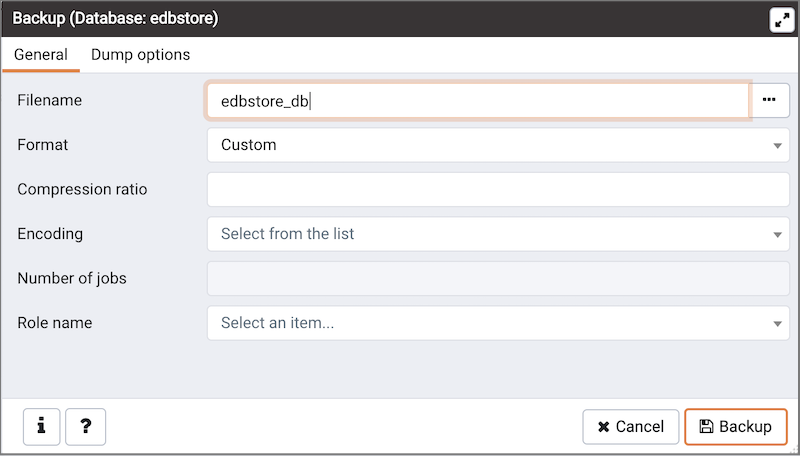 Backup (Database: edbstore)
General Dump options
Filename edbstore_db
Format Custom
Compression ratio
Encoding Select from the list
Number of jobs
Role name Select an item...
i ? Cancel Backup